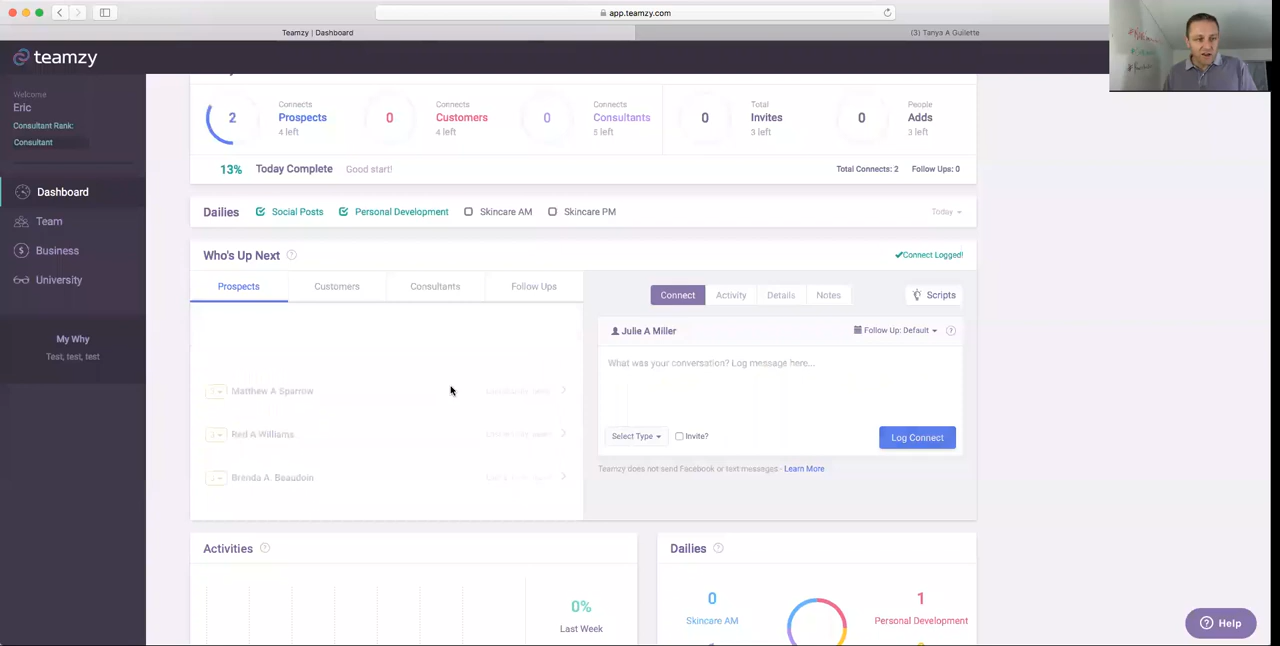 app.teamzy.com
Teamzy | Dashboard
(3) Tanya A Guilette
teamzy
Welcome
Eric
Consultant Rank:
Consultant
Dashboard
Team
Business
University
My Why
Test, test, test
2 Connects Prospects 4 left
0 Connects Customers 4 left
0 Connects Consultants 5 left
0 Total Invites 3 left
0 People Adds 3 left
13% Today Complete Good start!
Total Connects: 2 Follow Ups: 0
Dailies Social Posts Personal Development Skincare AM Skincare PM Today
Who's Up Next
Connect Logged!
Prospects Customers Consultants Follow Ups
Matthew A Sparrow
Red A Williams
Brenda A. Beaudoin
Connect Activity Details Notes Scripts
Julie A Miller Follow Up: Default
What was your conversation? Log message here...
Select Type Invite? Log Connect
Teamzy does not send Facebook or text messages - Learn More
Activities
0%
Last Week
Dailies
0 Skincare AM
1 Personal Development
Help